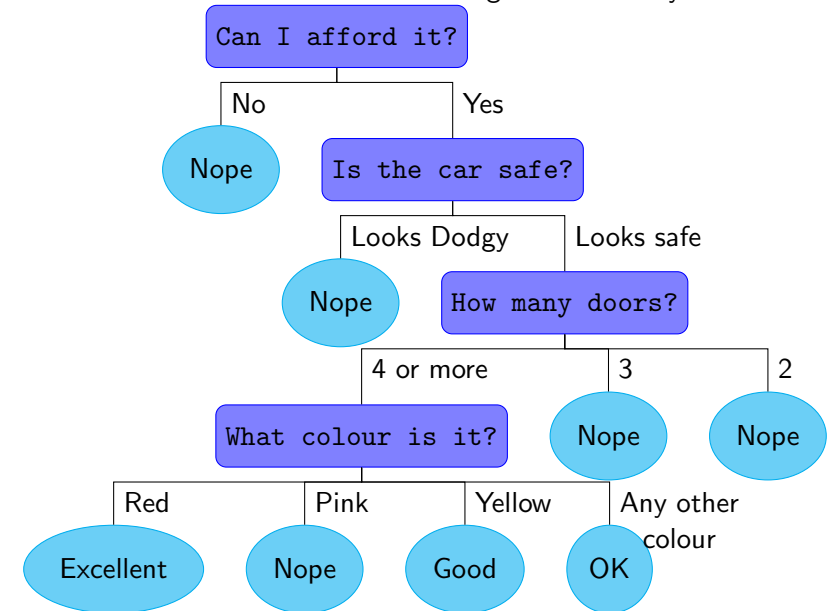 Can I afford it?
No
Yes
Nope
Is the car safe?
Looks Dodgy
Looks safe
Nope
How many doors?
4 or more
3
2
What colour is it?
Nope
Nope
Red
Pink
Yellow
Any other
colour
Excellent
Nope
Good
OK